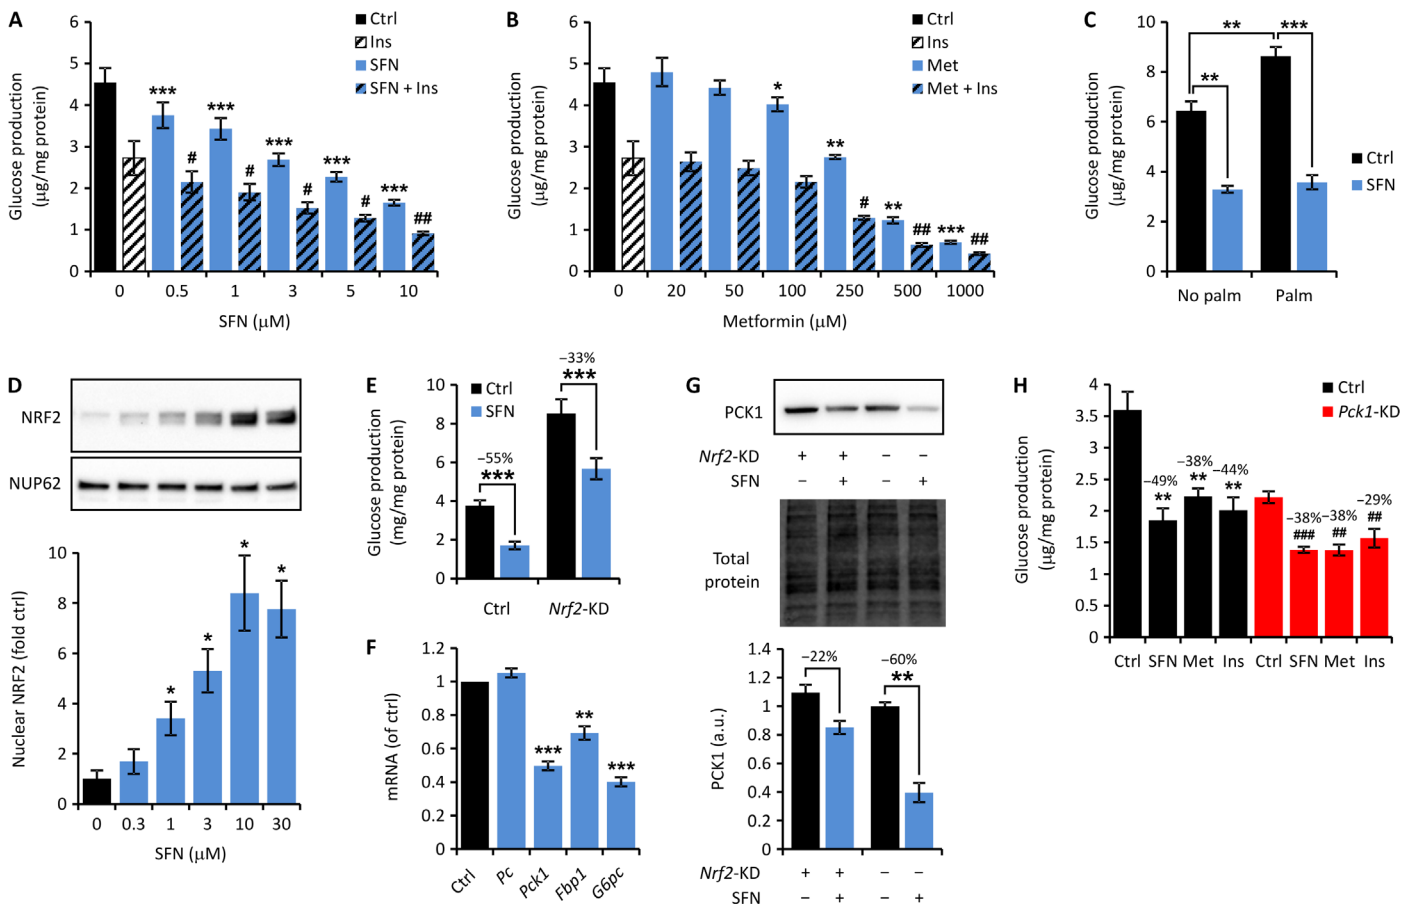 A
6
5
4
3
2
1
0
Glucose production
(µg/mg protein)
Ctrl
Ins
SFN
SFN + Ins
***
***
***
***
***
#
#
#
#
##
0 0.5 1 3 5 10
SFN (µM)
B
6
5
4
3
2
1
0
Glucose production
(µg/mg protein)
Ctrl
Ins
Met
Met + Ins
*
**
#
**
##
***
##
0 20 50 100 250 500 1000
Metformin (µM)
C
10
8
6
4
2
0
Glucose production
(µg/mg protein)
** ***
**
Ctrl
SFN
No palm Palm
D
NRF2
NUP62
10
8
6
4
2
0
Nuclear NRF2 (fold ctrl)
*
*
*
*
0 0.3 1 3 10 30
SFN (µM)
E
10
8
6
4
2
0
Glucose production
(mg/mg protein)
Ctrl
SFN
−55%
***
−33%
***
Ctrl Nrf2-KD
F
1.2
1
0.8
0.6
0.4
0.2
0
mRNA (of ctrl)
***
**
***
Ctrl Pc Pck1 Fbp1 G6pc
G
PCK1
Nrf2-KD + + − −
SFN − + − +
Total
protein
1.4
1.2
1
0.8
0.6
0.4
0.2
0
PCK1 (a.u.)
−22%
−60%
**
Nrf2-KD + + − −
SFN − + − +
H
4
3.5
3
2.5
2
1.5
1
0.5
0
Glucose production
(µg/mg protein)
Ctrl
Pck1-KD
−49%
**
−38%
**
−44%
**
−38%
###
−38%
##
−29%
##
Ctrl SFN Met Ins Ctrl SFN Met Ins